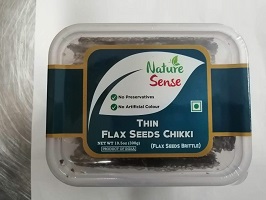 Nature
Sense
No Preservatives
No Artificial Colour
THIN
FLAX SEEDS CHIKKI
NET WT 10.5oz (300g) (FLAX SEEDS BRITTLE)
PRODUCT OF INDIA